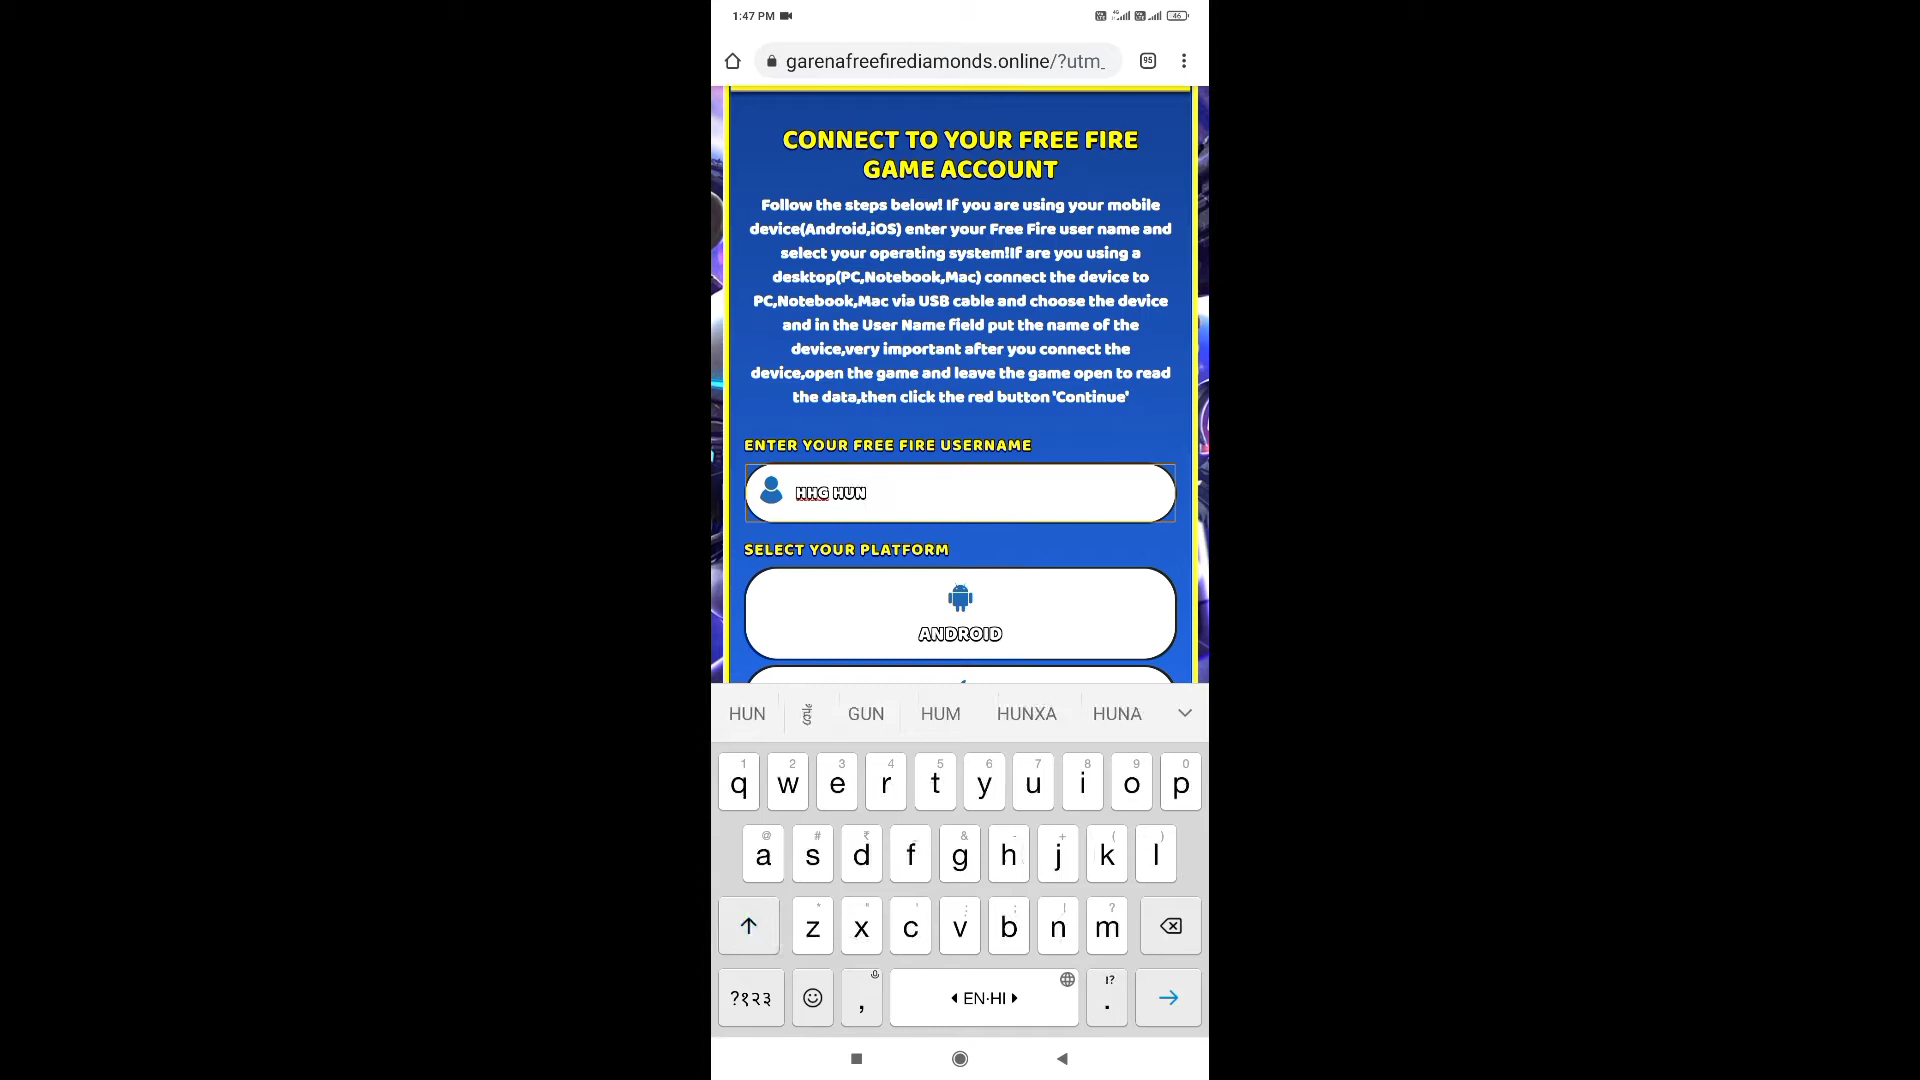 1:47 PM
4G
46
garenafreefirediamonds.online/?utm_
95
CONNECT TO YOUR FREE FIRE
GAME ACCOUNT
Follow the steps below! If you are using your mobile
device(Android,iOS) enter your Free Fire user name and
select your operating system!If are you using a
desktop(PC,Notebook,Mac) connect the device to
PC,Notebook,Mac via USB cable and choose the device
and in the User Name field put the name of the
device,very important after you connect the
device,open the game and leave the game open to read
the data,then click the red button 'Continue'
ENTER YOUR FREE FIRE USERNAME
HHG HUN
SELECT YOUR PLATFORM
ANDROID
HUN GUN HUM HUNXA HUNA
1 2 3 4 5 6 7 8 9 0
q w e r t y u i o p
@ # ₹ & - + ( )
a s d f g h j k l
* " ' : ; ?
z x c v b n m
!?
?१२३ , EN·HI .